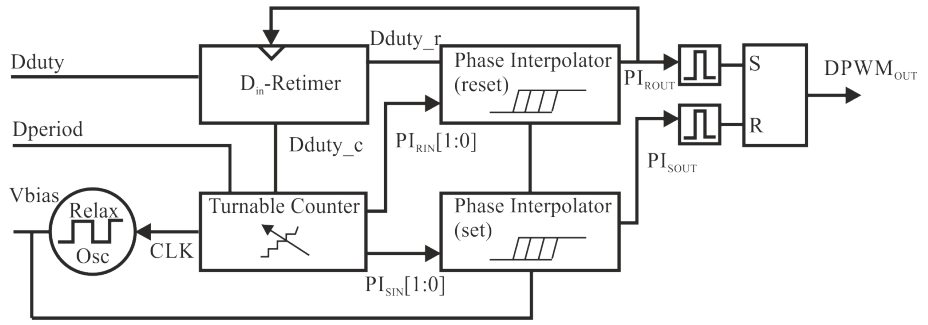 Dduty
Din-Retimer
Dduty_r
Phase Interpolator
(reset)
PIROUT
S
R
DPWMOUT
Dperiod
Dduty_c
PIRIN[1:0]
PISOUT
Vbias
Relax
Osc
CLK
Turnable Counter
PISIN[1:0]
Phase Interpolator
(set)